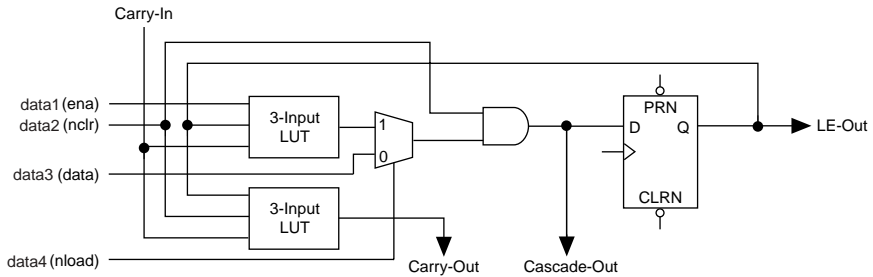 Carry-In
data1 (ena)
data2 (nclr)
3-Input
LUT
1
0
data3 (data)
3-Input
LUT
data4 (nload)
Carry-Out
Cascade-Out
PRN
D
Q
CLRN
LE-Out